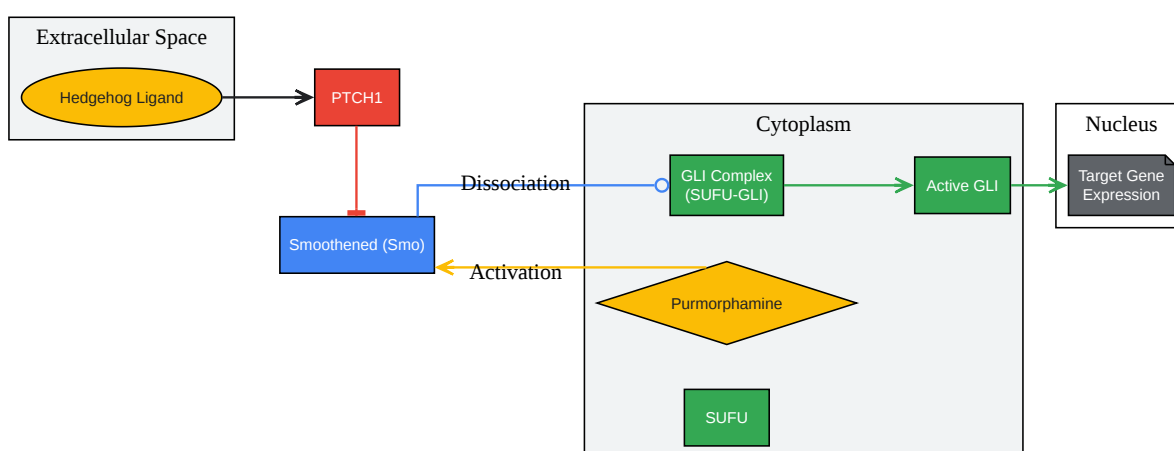 Extracellular Space
Hedgehog Ligand
PTCH1
Cytoplasm
Nucleus
Dissociation
GLI Complex
(SUFU-GLI)
Active GLI
Target Gene
Expression
Smoothened (Smo)
Activation
Purmorphamine
SUFU